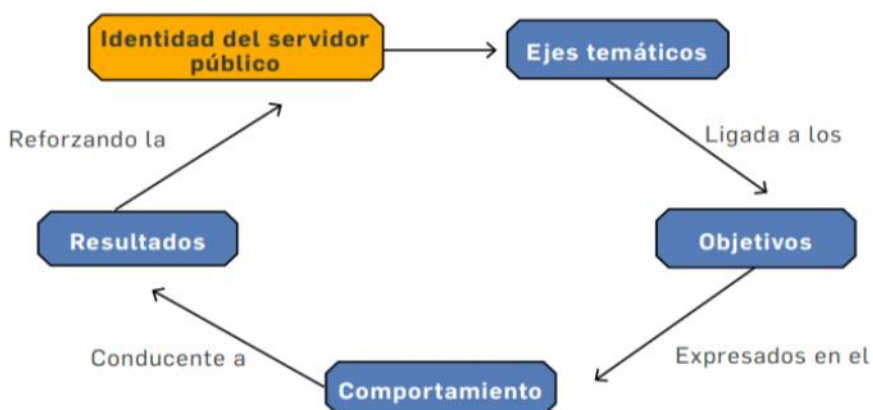 Identidad del servidor
público
Ejes temáticos
Ligada a los
Objetivos
Expresados en el
Comportamiento
Conducente a
Resultados
Reforzando la